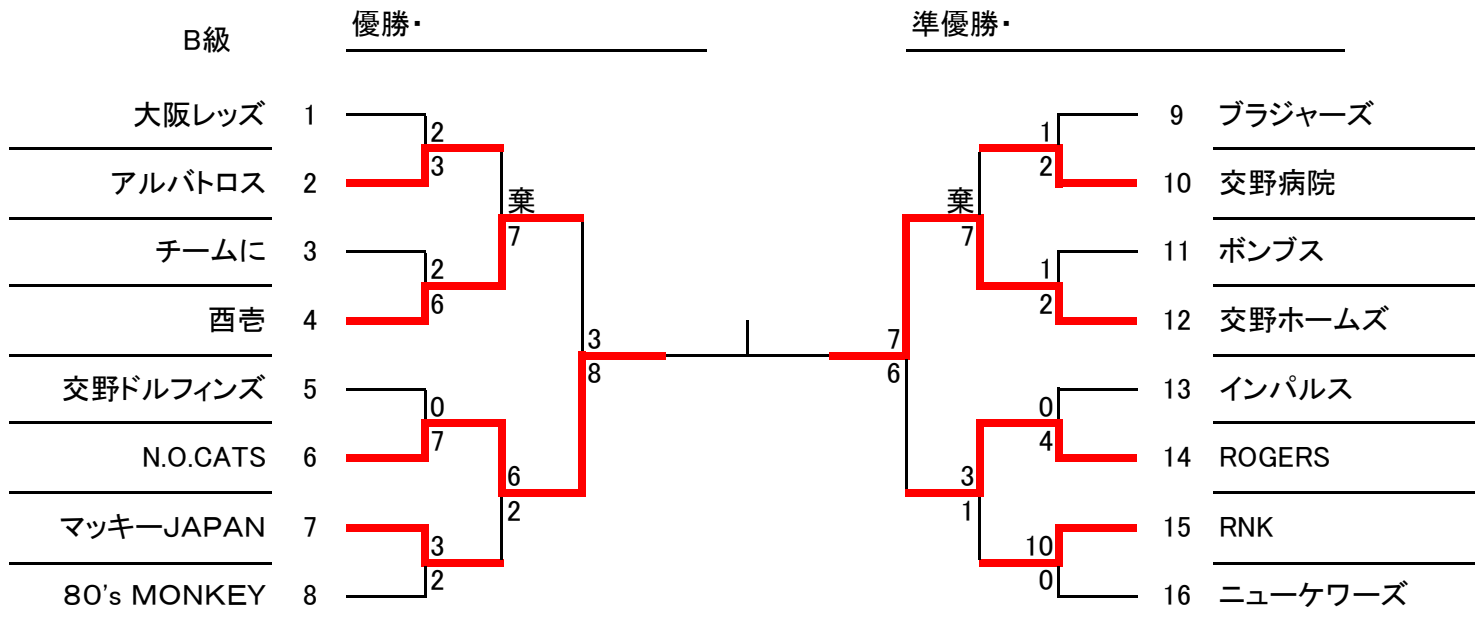 B級
優勝・
準優勝・
大阪レッズ 1
アルバトロス 2
チームに 3
酉壱 4
交野ドルフィンズ 5
N.O.CATS 6
マッキーJAPAN 7
80's MONKEY 8
2
3
2
6
0
7
3
2
棄
7
6
2
3
8
7
6
棄
7
3
1
1
2
1
2
0
4
10
0
9 ブラジャーズ
10 交野病院
11 ボンブス
12 交野ホームズ
13 インパルス
14 ROGERS
15 RNK
16 ニューケワーズ